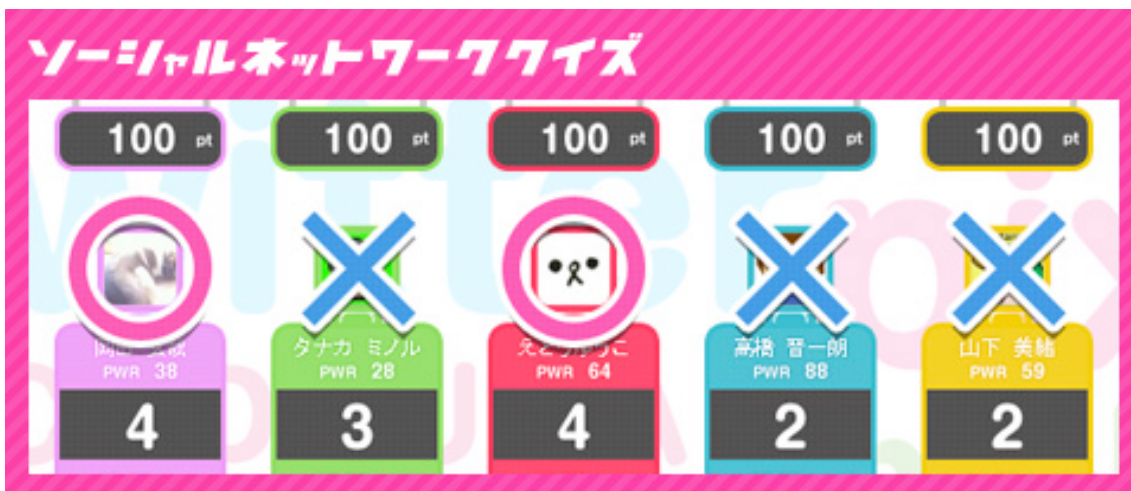 ソーシャルネットワーククイズ
100 pt 100 pt 100 pt 100 pt 100 pt
タナカ ミノル 高橋 晋一朗 山下 美緒
PWR 38 PWR 28 PWR 64 PWR 88 PWR 59
4 3 4 2 2